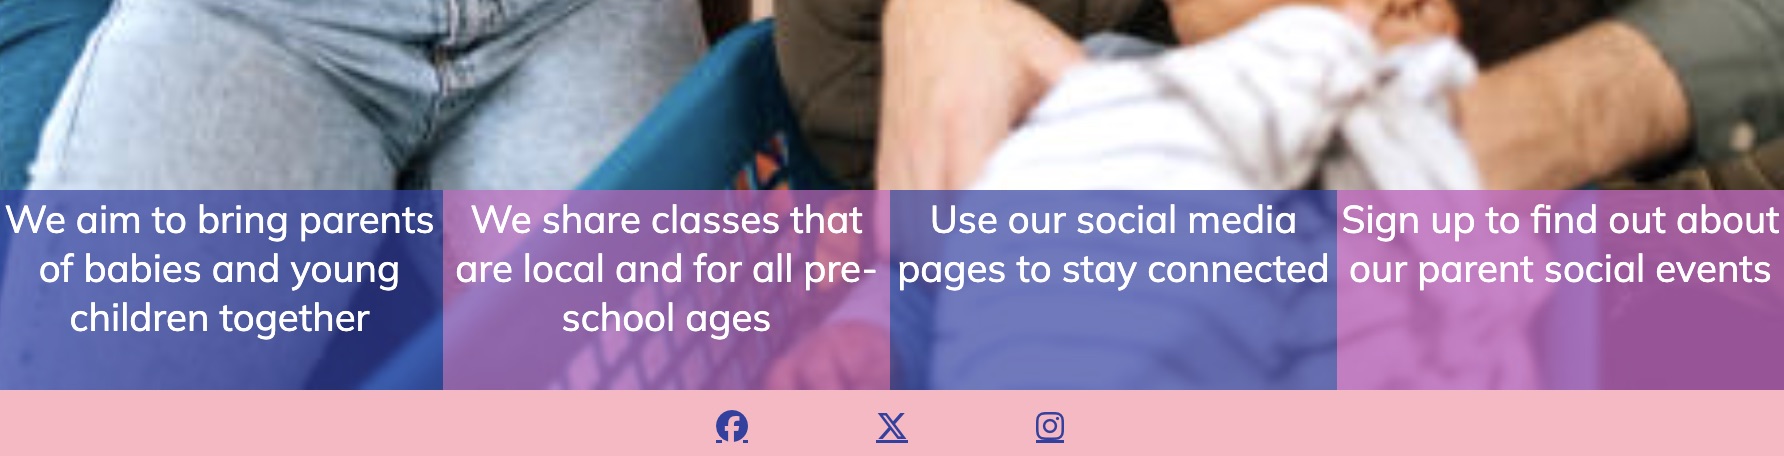 We aim to bring parents
of babies and young
children together
We share classes that
are local and for all pre-
school ages
Use our social media
pages to stay connected
Sign up to find out about
our parent social events